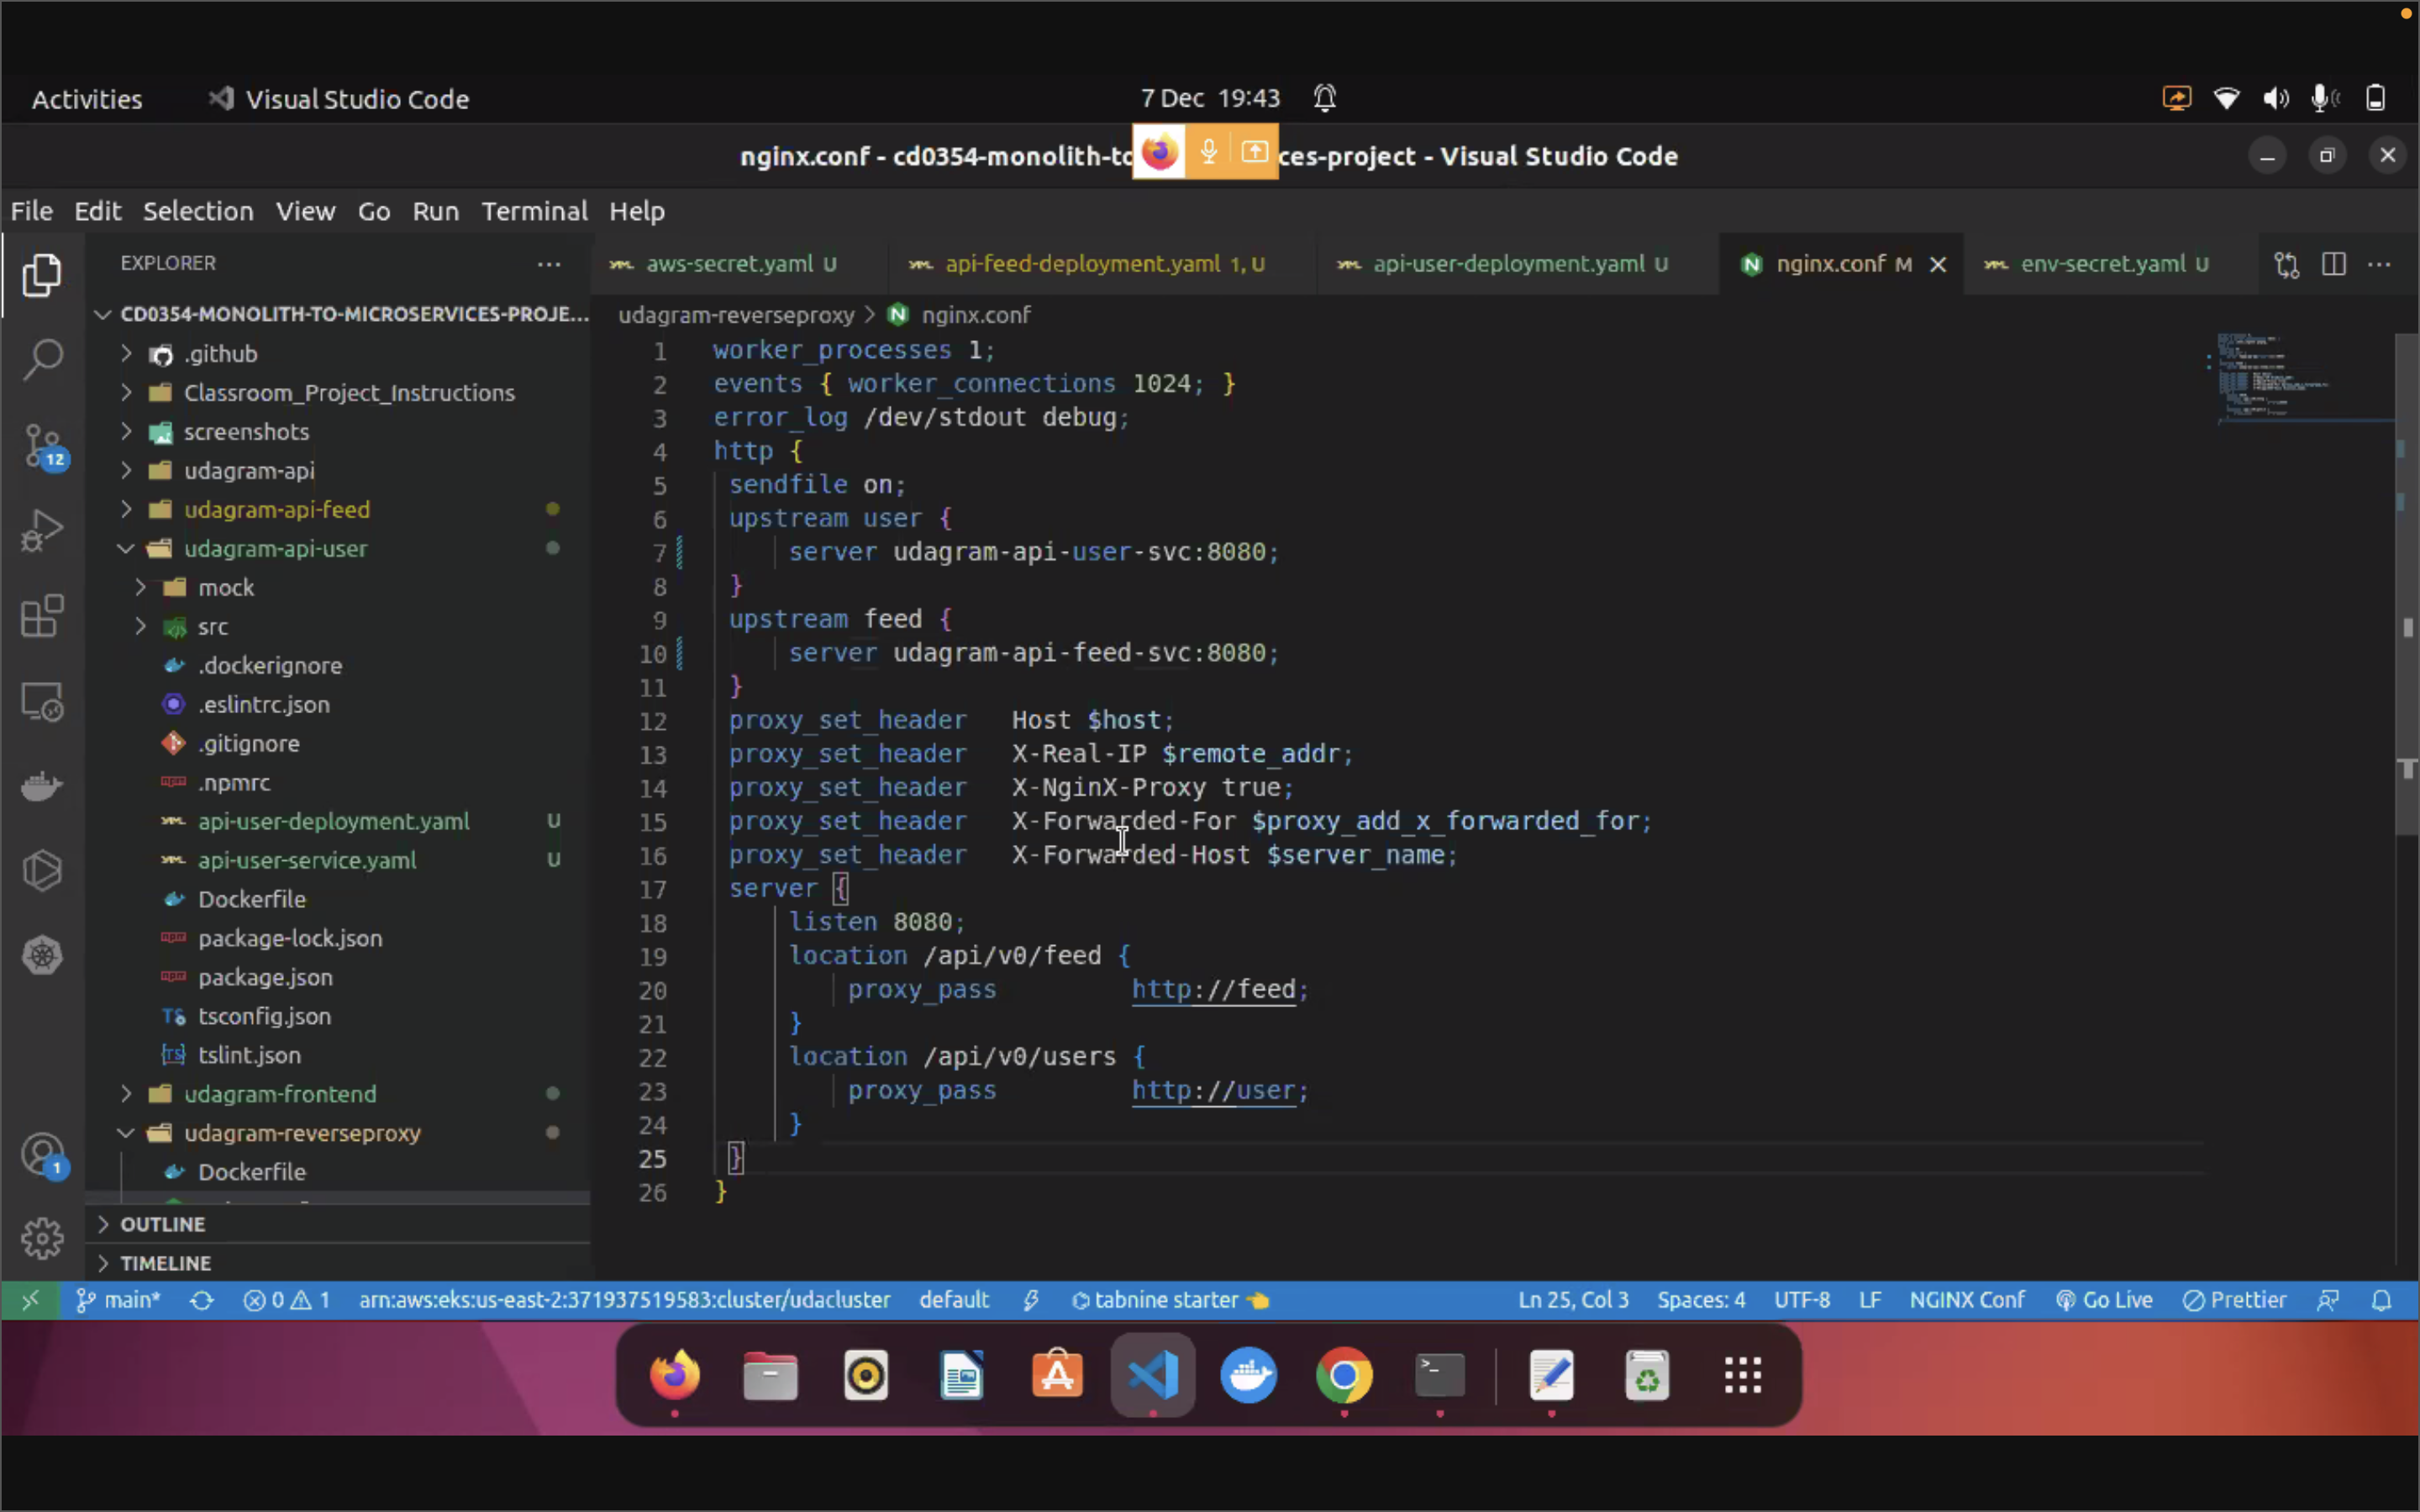 Activities
Visual Studio Code
7 Dec 19:43
nginx.conf - cd0354-monolith-to
ces-project - Visual Studio Code
File Edit Selection View Go Run Terminal Help
EXPLORER
aws-secret.yaml U
api-feed-deployment.yaml 1, U
api-user-deployment.yaml U
nginx.conf M
env-secret.yaml U
CD0354-MONOLITH-TO-MICROSERVICES-PROJE...
udagram-reverseproxy > nginx.conf
.github
Classroom_Project_Instructions
screenshots
udagram-api
udagram-api-feed
udagram-api-user
mock
src
.dockerignore
.eslintrc.json
.gitignore
.npmrc
api-user-deployment.yaml U
api-user-service.yaml U
Dockerfile
package-lock.json
package.json
TS tsconfig.json
TS tslint.json
udagram-frontend
udagram-reverseproxy
Dockerfile
OUTLINE
TIMELINE
12
1
1 worker_processes 1;
2 events { worker_connections 1024; }
3 error_log /dev/stdout debug;
4 http {
5 sendfile on;
6 upstream user {
7 server udagram-api-user-svc:8080;
8 }
9 upstream feed {
10 server udagram-api-feed-svc:8080;
11 }
12 proxy_set_header Host $host;
13 proxy_set_header X-Real-IP $remote_addr;
14 proxy_set_header X-NginX-Proxy true;
15 proxy_set_header X-Forwarded-For $proxy_add_x_forwarded_for;
16 proxy_set_header X-Forwarded-Host $server_name;
17 server {
18 listen 8080;
19 location /api/v0/feed {
20 proxy_pass http://feed;
21 }
22 location /api/v0/users {
23 proxy_pass http://user;
24 }
25 }
26 }
main* 0 1 arn:aws:eks:us-east-2:371937519583:cluster/udacluster default tabnine starter Ln 25, Col 3 Spaces: 4 UTF-8 LF NGINX Conf Go Live Prettier